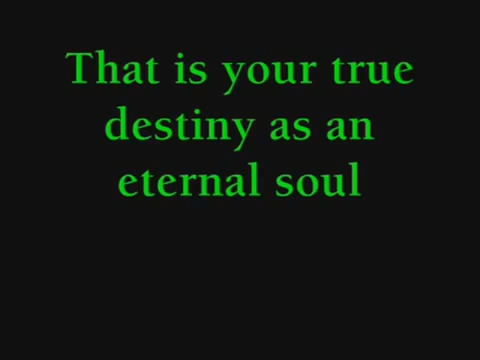 That is your true
destiny as an
eternal soul